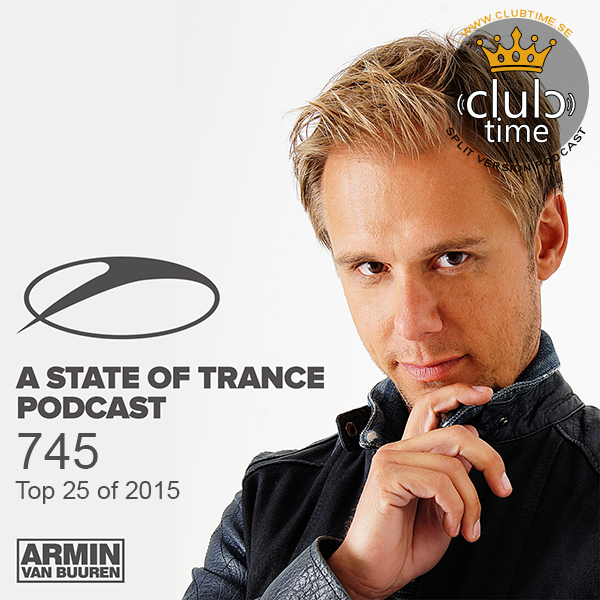 WWW.CLUBTIME.SE
club
time
SPLIT VERSION PODCAST
A STATE OF TRANCE
PODCAST
745
Top 25 of 2015
ARMIN
VAN BUUREN